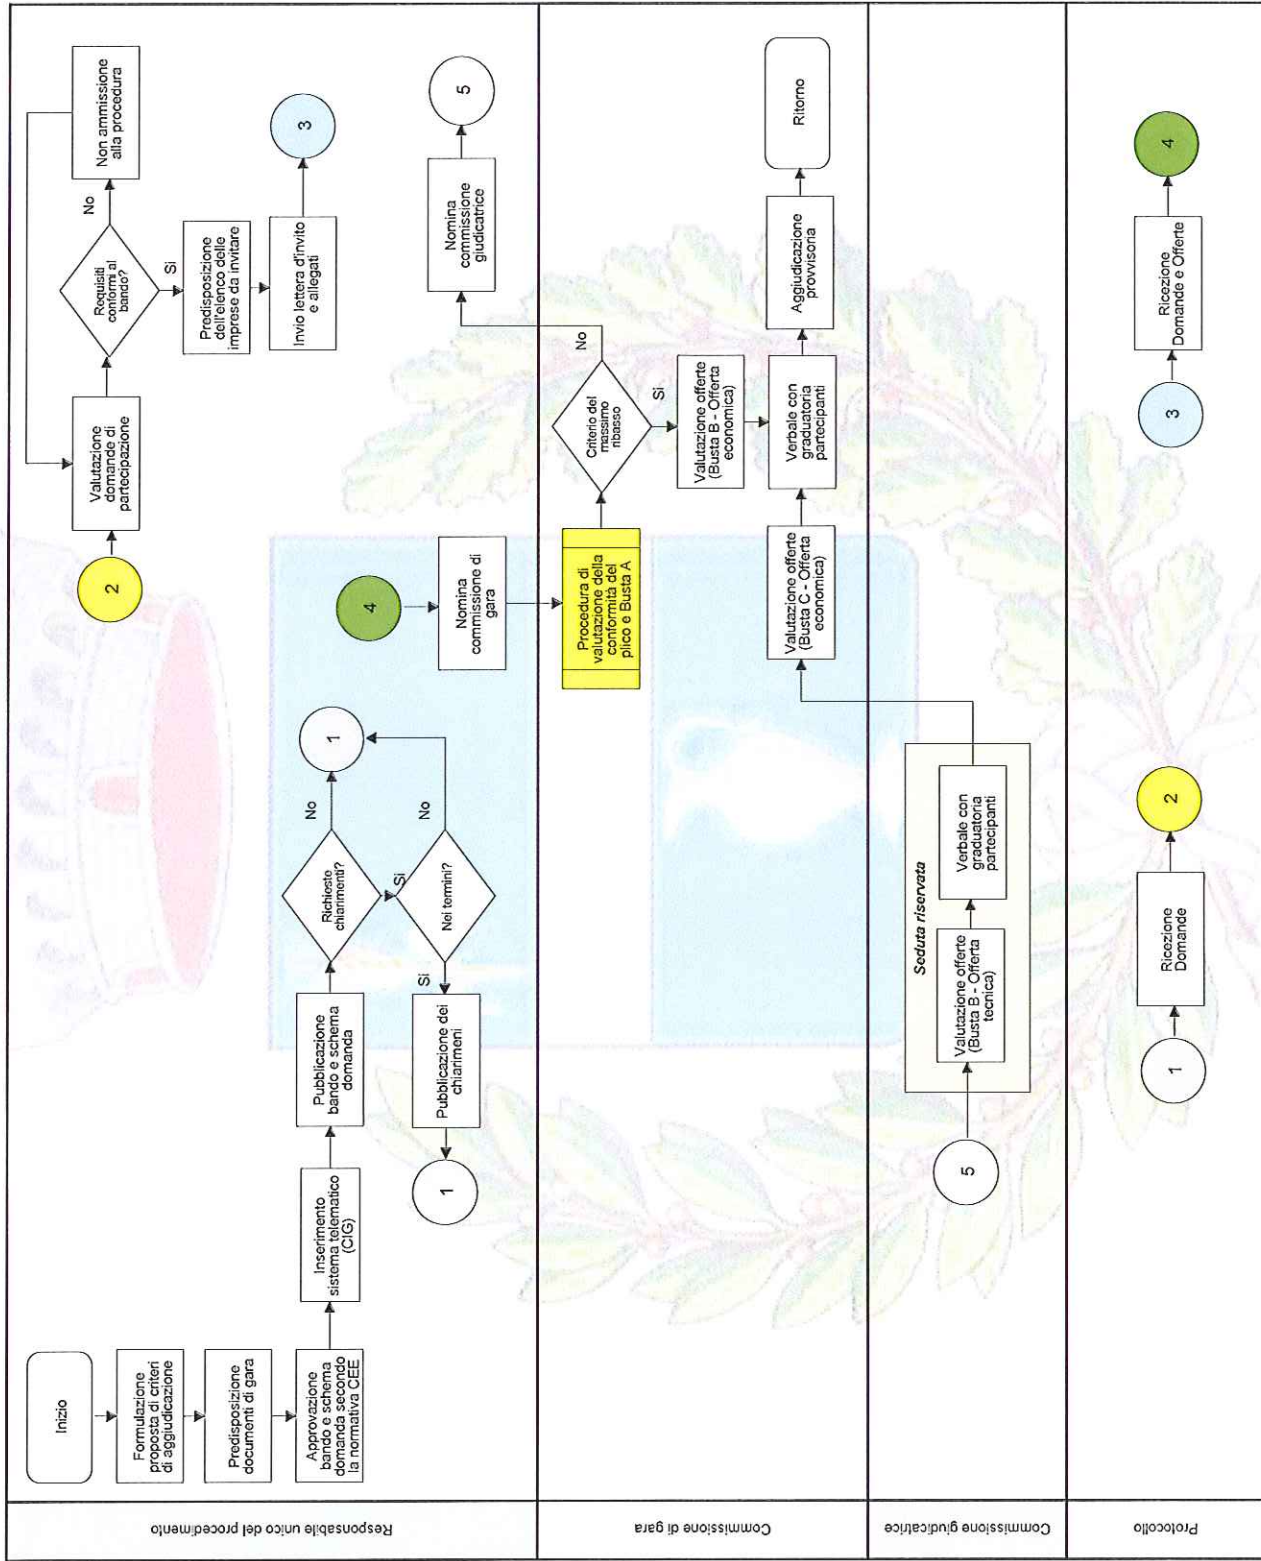 Responsabile unico del procedimento
Inizio
Formulazione
proposta di criteri
di aggiudicazione
Predisposizione
documenti di gara
Approvazione
bando e schema
domanda secondo
la normativa CEE
Inserimento
sistema telematico
(CIG)
Pubblicazione
bando e schema
domanda
Richieste
chiarimenti?
No
1
Si
Nei termini?
No
Si
Pubblicazione dei
chiarimeni
1
2
Valutazione
domande di
partecipazione
Requisiti
conformi al
bando?
No
Non ammissione
alla procedura
Si
Predisposizione
dell'elenco delle
imprese da invitare
Invio lettera d'invito
e allegati
3
4
Nomina
commissione di
gara
Nomina
commissione
giudicatrice
5
Commissione di gara
Procedura di
valutazione della
conformità del
plico e Busta A
Criterio del
massimo
ribasso
No
Si
Valutazione offerte
(Busta B - Offerta
economica)
Valutazione offerte
(Busta C - Offerta
economica)
Verbale con
graduatoria
partecipanti
Aggiudicazione
provvisoria
Ritorno
Commissione giudicatrice
5
Seduta riservata
Valutazione offerte
(Busta B - Offerta
tecnica)
Verbale con
graduatoria
partecipanti
Protocollo
1
Ricezione
Domande
2
3
Ricezione
Domande e Offerte
4